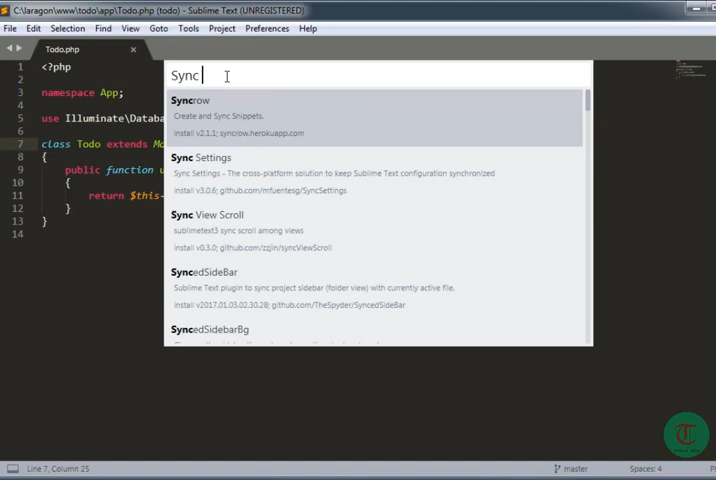 C:\laragon\www\todo\app\Todo.php (todo) - Sublime Text (UNREGISTERED)
File Edit Selection Find View Goto Tools Project Preferences Help
Todo.php
Sync
1 <?php
2
3 namespace App;
4
5 use Illuminate\Databa
6
7 class Todo extends Mo
8 {
9 public function u
10 {
11 return $this-
12 }
13 }
14
Syncrow
Create and Sync Snippets.
install v2.1.1; syncrow.herokuapp.com
Sync Settings
Sync Settings - The cross-platform solution to keep Sublime Text configuration synchronized
install v3.0.6; github.com/mfuentesg/SyncSettings
Sync View Scroll
sublimetext3 sync scroll among views
install v0.3.0; github.com/zzjin/syncViewScroll
SyncedSideBar
Sublime Text plugin to sync project sidebar (folder view) with currently active file.
install v2017.01.03.02.30.28; github.com/TheSpyder/SyncedSideBar
SyncedSidebarBg
Line 7, Column 25
master
Spaces: 4